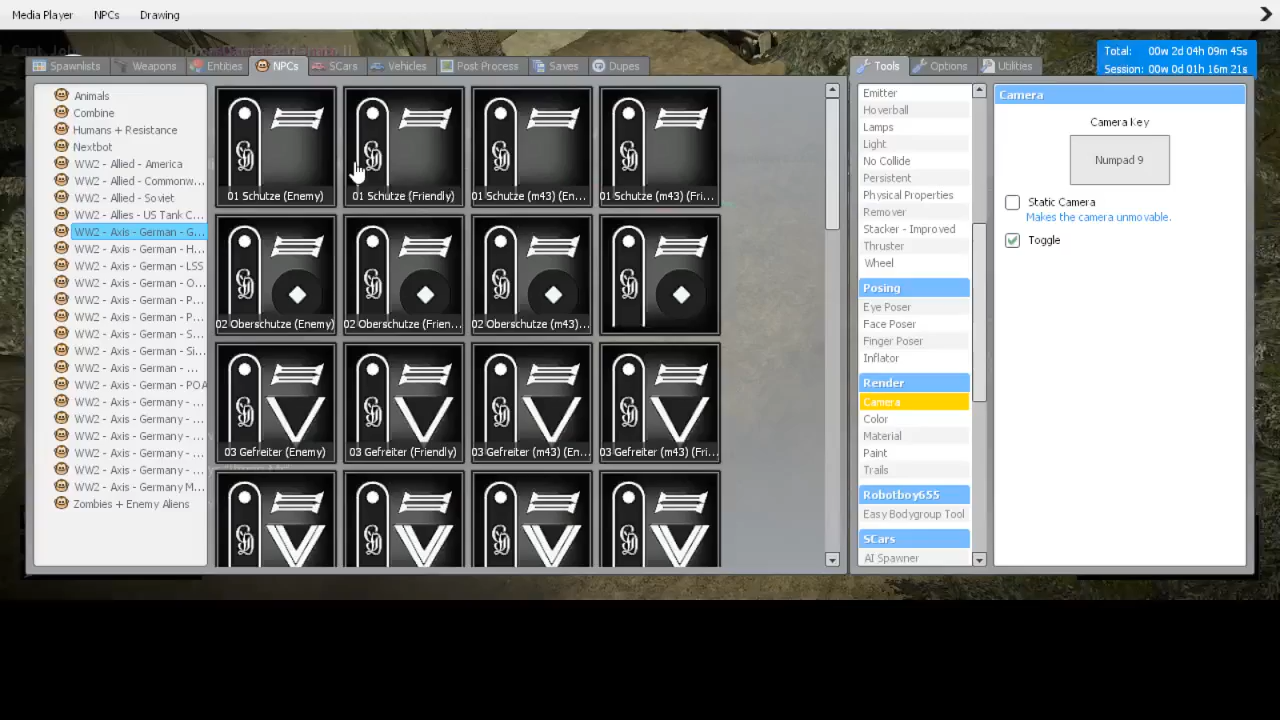 Media Player NPCs Drawing
Total: 00w 2d 04h 09m 45s
Session: 00w 0d 01h 16m 21s
Spawnlists Weapons Entities NPCs SCars Vehicles Post Process Saves Dupes
Tools Options Utilities
Animals
Combine
Humans + Resistance
Nextbot
WW2 - Allied - America
WW2 - Allied - Commonw...
WW2 - Allied - Soviet
WW2 - Allies - US Tank C...
WW2 - Axis - German - G...
WW2 - Axis - German - H...
WW2 - Axis - German - LSS
WW2 - Axis - German - O...
WW2 - Axis - German - P...
WW2 - Axis - German - P...
WW2 - Axis - German - S...
WW2 - Axis - German - Si...
WW2 - Axis - German - ...
WW2 - Axis - German - POA
WW2 - Axis - Germany - ...
WW2 - Axis - Germany - ...
WW2 - Axis - Germany - ...
WW2 - Axis - Germany - ...
WW2 - Axis - Germany - ...
WW2 - Axis - Germany M...
Zombies + Enemy Aliens
01 Schutze (Enemy)
01 Schutze (Friendly)
01 Schutze (m43) (En...
01 Schutze (m43) (Fri...
02 Oberschutze (Enemy)
02 Oberschutze (Frien...
02 Oberschutze (m43)...
03 Gefreiter (Enemy)
03 Gefreiter (Friendly)
03 Gefreiter (m43) (En...
03 Gefreiter (m43) (Fri...
Emitter
Hoverball
Lamps
Light
No Collide
Persistent
Physical Properties
Remover
Stacker - Improved
Thruster
Wheel
Posing
Eye Poser
Face Poser
Finger Poser
Inflator
Render
Camera
Color
Material
Paint
Trails
Robotboy655
Easy Bodygroup Tool
SCars
AI Spawner
Camera
Camera Key
Numpad 9
Static Camera
Makes the camera unmovable.
Toggle